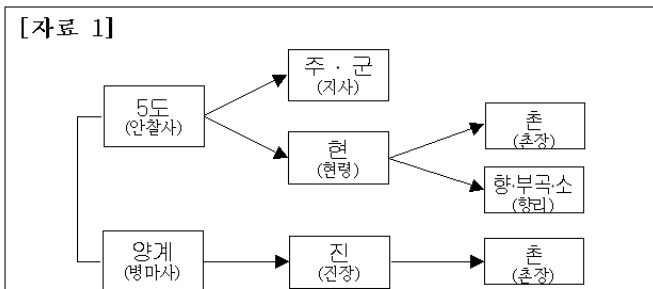 [자료 1]
5도
(안찰사)
주·군
(지사)
현
(현령)
촌
(촌장)
향·부곡·소
(향리)
양계
(병마사)
진
(진장)
촌
(촌장)